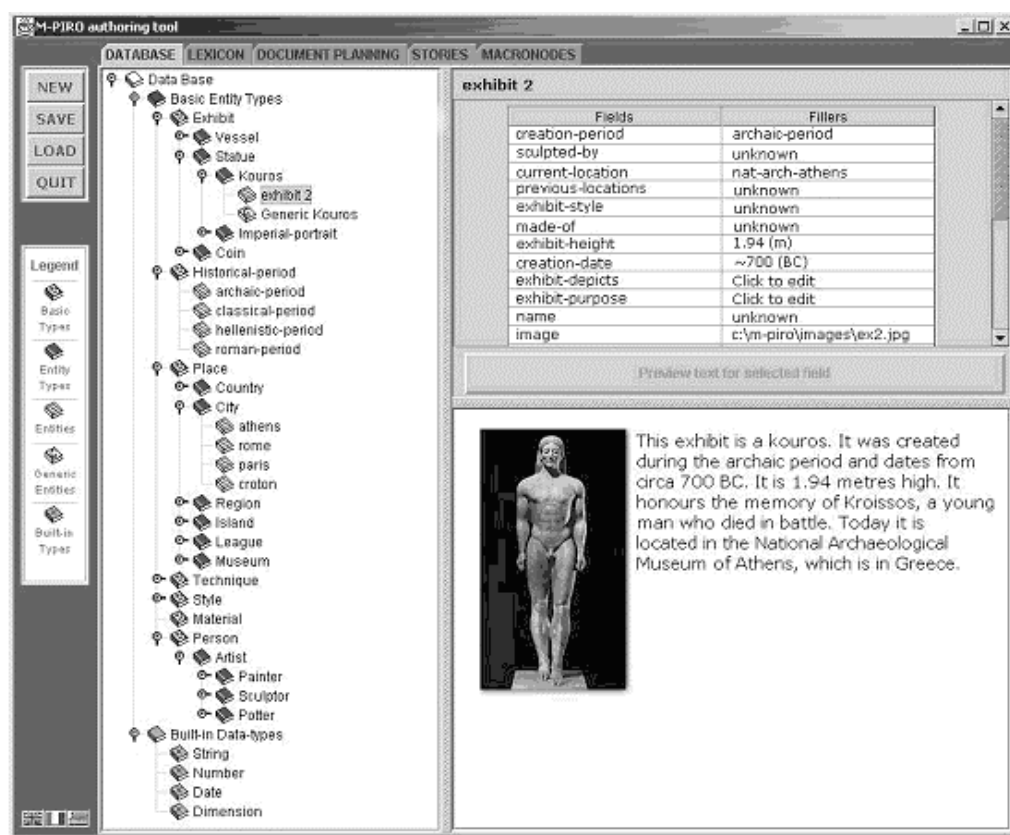 M-PIRO authoring tool
DATABASE LEXICON DOCUMENT PLANNING STORIES MACRONODES
NEW
SAVE
LOAD
QUIT
Legend
Basic
Types
Entity
Types
Entities
Generic
Entities
Built-in
Types
Data Base
Basic Entity Types
Exhibit
Vessel
Statue
Kouros
exhibit 2
Generic Kouros
Imperial-portrait
Coin
Historical-period
archaic-period
classical-period
hellenistic-period
roman-period
Place
Country
City
athens
rome
paris
croton
Region
Island
League
Museum
Technique
Style
Material
Person
Artist
Painter
Sculptor
Potter
Built-in Data-types
String
Number
Date
Dimension
exhibit 2
Fields Fillers
creation-period archaic-period
sculpted-by unknown
current-location nat-arch-athens
previous-locations unknown
exhibit-style unknown
made-of unknown
exhibit-height 1.94 (m)
creation-date ~700 (BC)
exhibit-depicts Click to edit
exhibit-purpose Click to edit
name unknown
image c:\m-piro\images\ex2.jpg
Preview text for selected field
This exhibit is a kouros. It was created
during the archaic period and dates from
circa 700 BC. It is 1.94 metres high. It
honours the memory of Kroissos, a young
man who died in battle. Today it is
located in the National Archaeological
Museum of Athens, which is in Greece.